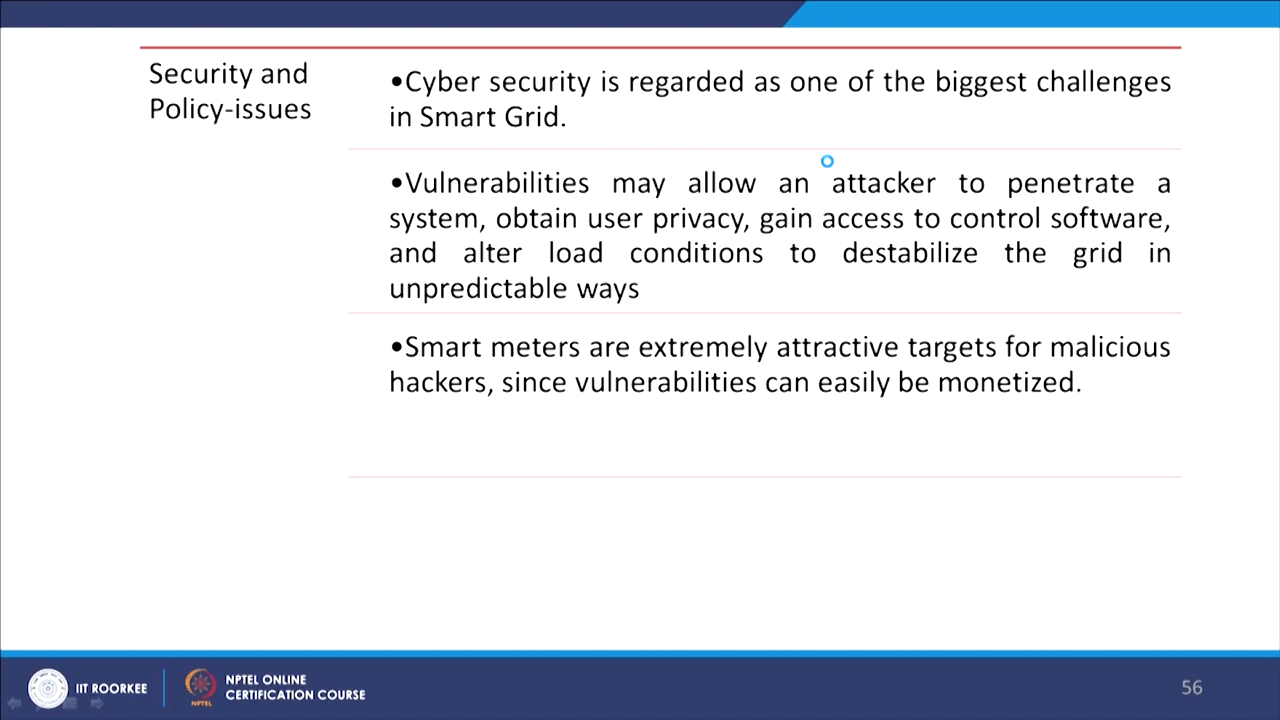 Security and
Policy-issues
•Cyber security is regarded as one of the biggest challenges
in Smart Grid.
•Vulnerabilities may allow an attacker to penetrate a
system, obtain user privacy, gain access to control software,
and alter load conditions to destabilize the grid in
unpredictable ways
•Smart meters are extremely attractive targets for malicious
hackers, since vulnerabilities can easily be monetized.
IIT ROORKEE
NPTEL
NPTEL ONLINE
CERTIFICATION COURSE
56